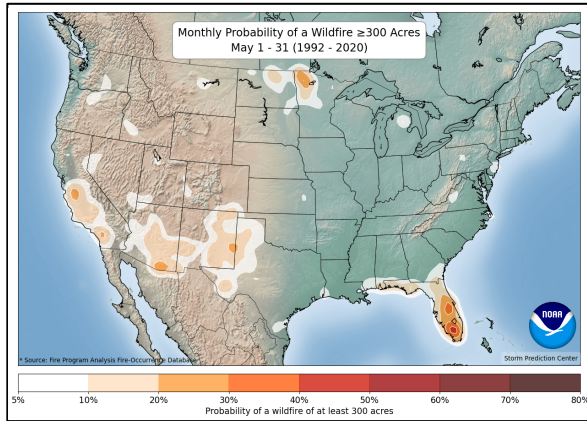 Monthly Probability of a Wildfire ≥300 Acres
May 1 - 31 (1992 - 2020)
NOAA
* Source: Fire Program Analysis Fire-Occurrence Database
Storm Prediction Center
5% 10% 20% 30% 40% 50% 60% 70% 80%
Probability of a wildfire of at least 300 acres